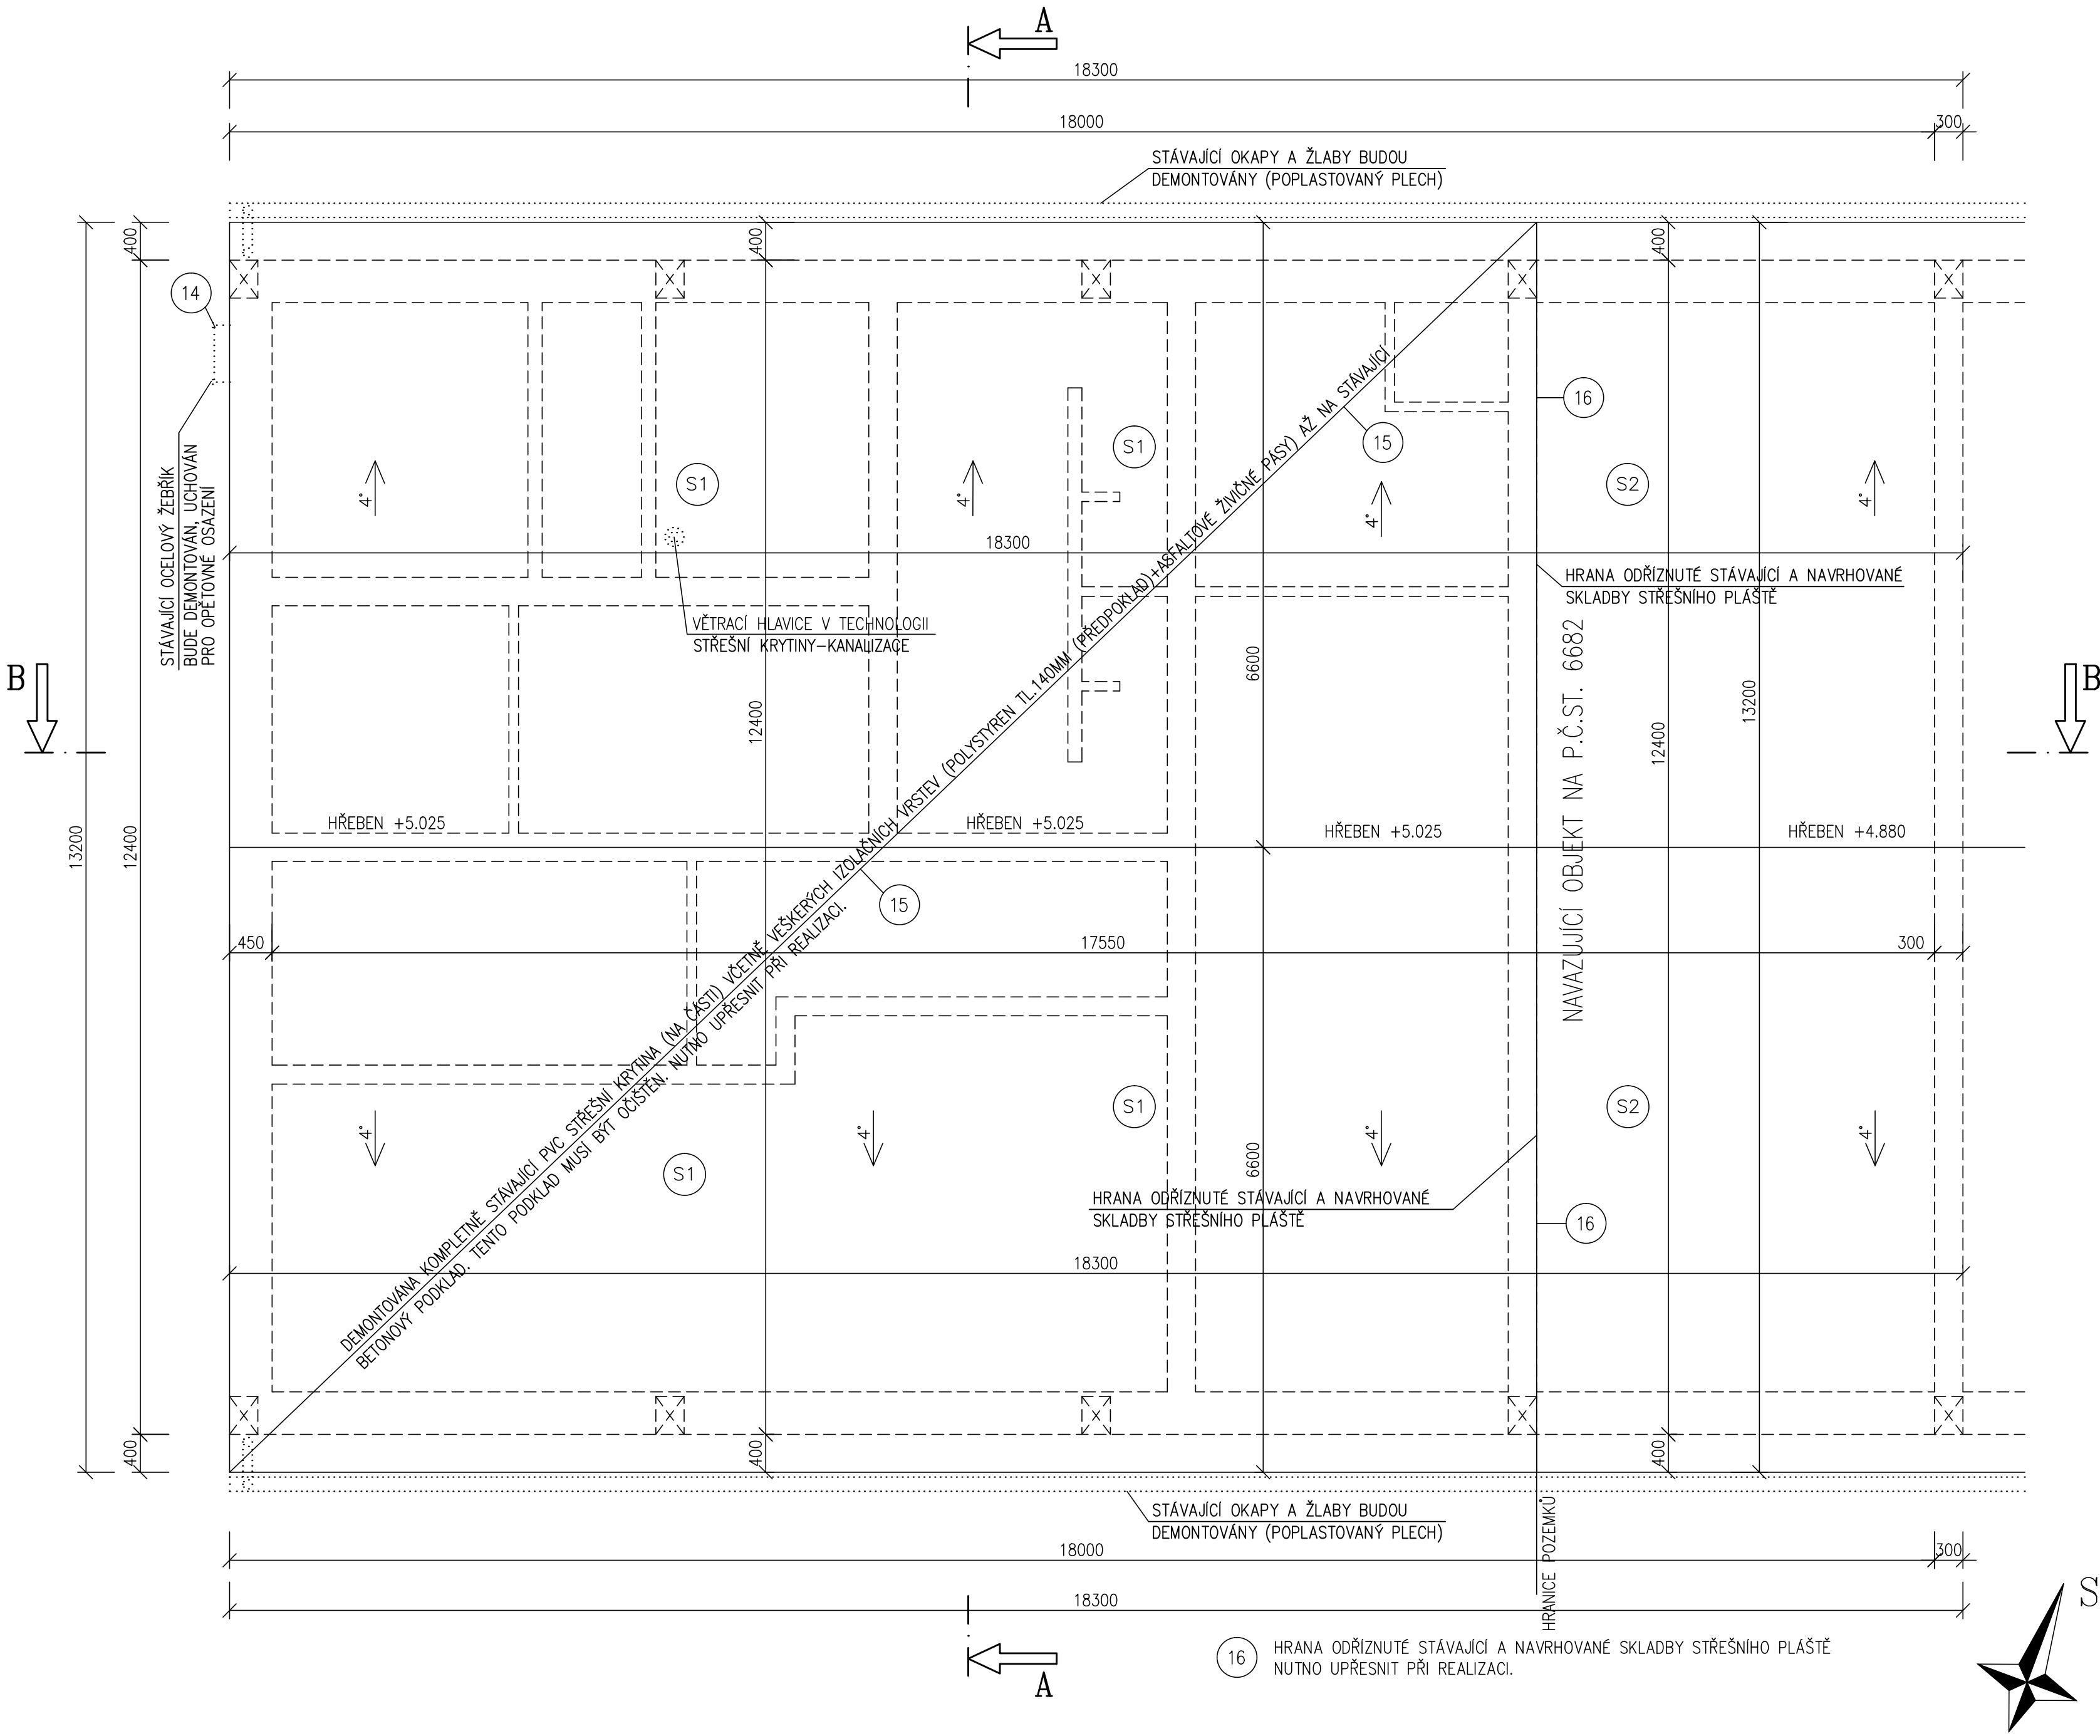 A
18300
18000
300
STÁVAJÍCÍ OKAPY A ŽLABY BUDOU
DEMONTOVÁNY (POPLASTOVANÝ PLECH)
400
400
400
14
16
15
S1
S1
S2
4°
4°
4°
4°
18300
STÁVAJÍCÍ OCELOVÝ ŽEBŘÍK
BUDE DEMONTOVÁN, UCHOVÁN
PRO OPĚTOVNÉ OSAZENÍ
HRANA ODŘÍZNUTÉ STÁVAJÍCÍ A NAVRHOVANÉ
SKLADBY STŘEŠNÍHO PLÁŠTĚ
VĚTRACÍ HLAVICE V TECHNOLOGII
STŘEŠNÍ KRYTINY-KANALIZACE
B
B
6600
12400
12400
13200
13200
12400
NAVAZUJÍCÍ OBJEKT NA P.Č.ST. 6682
HŘEBEN +5.025
HŘEBEN +5.025
HŘEBEN +5.025
HŘEBEN +4.880
15
450
17550
300
DEMONTOVÁNA KOMPLETNĚ STÁVAJÍCÍ PVC STŘEŠNÍ KRYTINA (NA ČÁSTI) VČETNĚ VEŠKERÝCH IZOLAČNÍCH VRSTEV (POLYSTYREN TL.140MM (PŘEDPOKLAD)+ASFALTOVÉ ŽIVIČNÉ PÁSY) AŽ NA STÁVAJÍCÍ
BETONOVÝ PODKLAD. TENTO PODKLAD MUSÍ BÝT OČIŠTĚN. NUTNO UPŘESNIT PŘI REALIZACI.
S1
S2
4°
4°
4°
4°
S1
6600
HRANA ODŘÍZNUTÉ STÁVAJÍCÍ A NAVRHOVANÉ
SKLADBY STŘEŠNÍHO PLÁŠTĚ
16
18300
400
400
400
STÁVAJÍCÍ OKAPY A ŽLABY BUDOU
DEMONTOVÁNY (POPLASTOVANÝ PLECH)
HRANICE POZEMKŮ
18000
300
18300
S
16
HRANA ODŘÍZNUTÉ STÁVAJÍCÍ A NAVRHOVANÉ SKLADBY STŘEŠNÍHO PLÁŠTĚ
NUTNO UPŘESNIT PŘI REALIZACI.
A